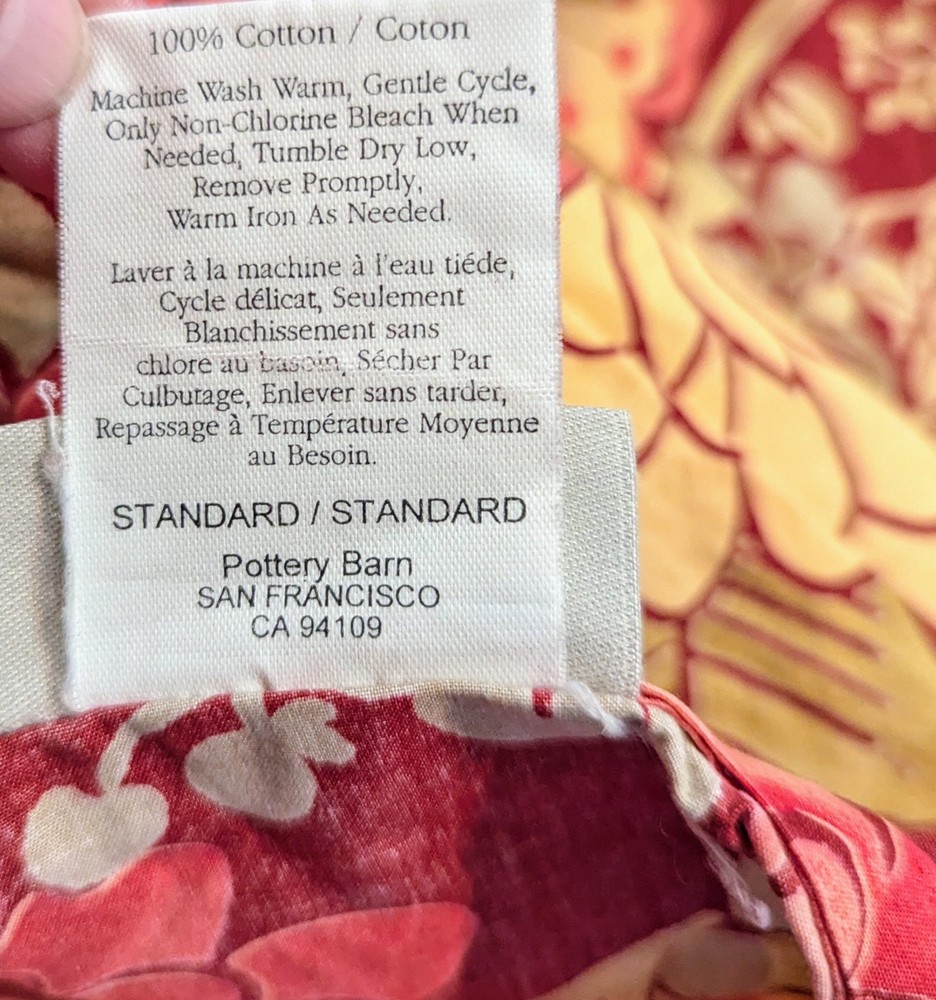 100% Cotton / Coton
Machine Wash Warm, Gentle Cycle,
Only Non-Chlorine Bleach When
Needed, Tumble Dry Low,
Remove Promptly,
Warm Iron As Needed.
Laver à la machine à l'eau tiéde,
Cycle délicat, Seulement
Blanchissement sans
chlore au basoin, Sécher Par
Culbutage, Enlever sans tarder,
Repassage à Température Moyenne
au Besoin.
STANDARD / STANDARD
Pottery Barn
SAN FRANCISCO
CA 94109